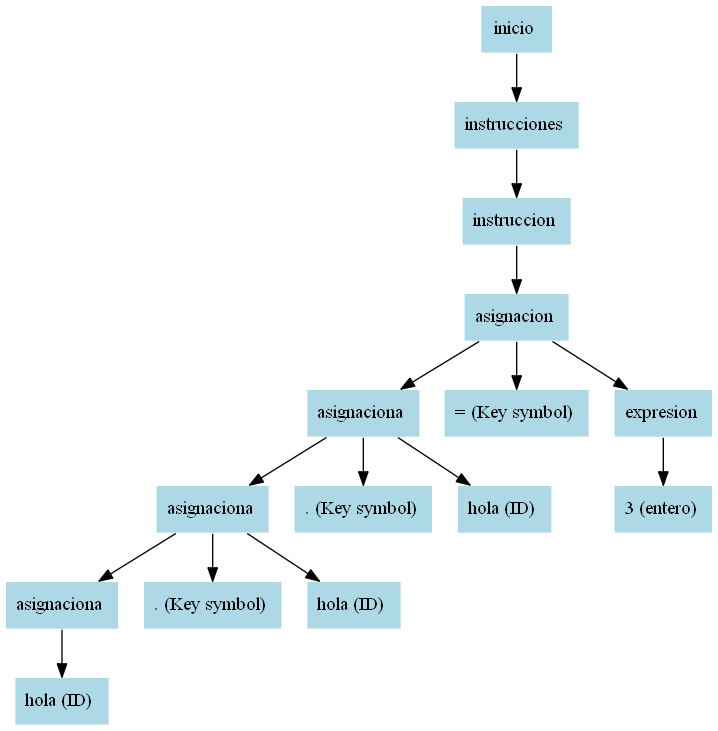 inicio
instrucciones
instruccion
asignacion
asignaciona
= (Key symbol)
expresion
asignaciona
. (Key symbol)
hola (ID)
3 (entero)
asignaciona
. (Key symbol)
hola (ID)
hola (ID)